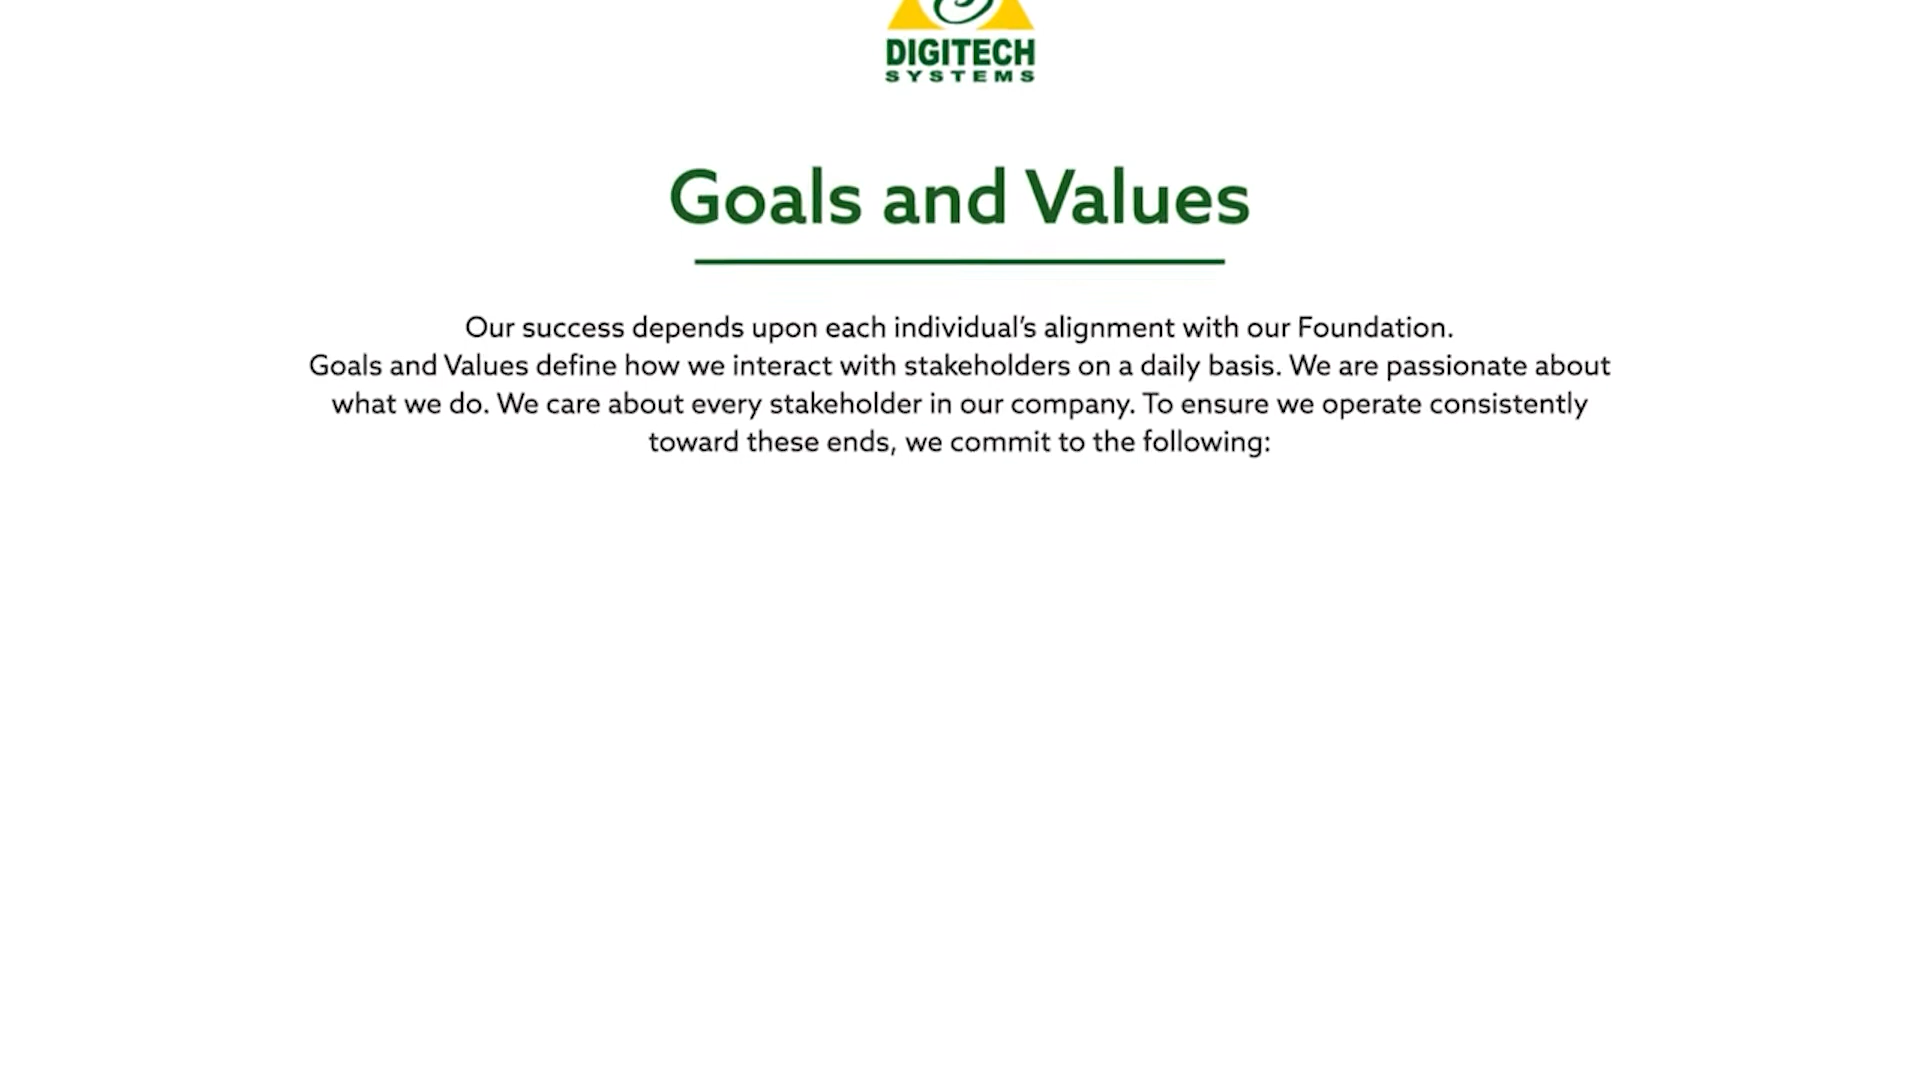 DIGITECH
SYSTEMS
Goals and Values
Our success depends upon each individual’s alignment with our Foundation.
Goals and Values define how we interact with stakeholders on a daily basis. We are passionate about
what we do. We care about every stakeholder in our company. To ensure we operate consistently
toward these ends, we commit to the following: